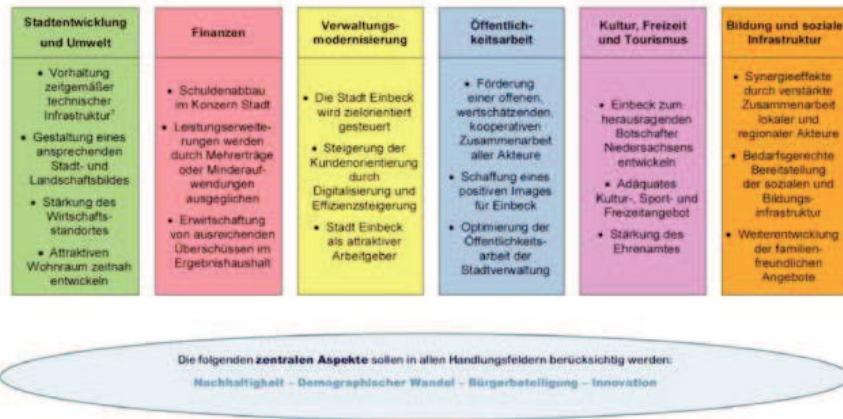 Stadtentwicklung
und Umwelt
• Vorhaltung
zeitgemäßer
technischer
Infrastruktur¹
• Gestaltung eines
ansprechenden
Stadt- und
Landschaftsbildes
• Stärkung des
Wirtschafts-
standortes
• Attraktiven
Wohnraum zeitnah
entwickeln
Finanzen
• Schuldenabbau
im Konzern Stadt
• Leistungserweite-
rungen werden
durch Mehrerträge
oder Minderauf-
wendungen
ausgeglichen
• Erwirtschaftung
von ausreichenden
Überschüssen im
Ergebnishaushalt
Verwaltungs-
modernisierung
• Die Stadt Einbeck
wird zielorientiert
gesteuert
• Steigerung der
Kundenorientierung
durch
Digitalisierung und
Effizienzsteigerung
• Stadt Einbeck
als attraktiver
Arbeitgeber
Öffentlich-
keitsarbeit
• Förderung
einer offenen,
wertschätzenden,
kooperativen
Zusammenarbeit
aller Akteure
• Schaffung eines
positiven Images
für Einbeck
• Optimierung der
Öffentlichkeits-
arbeit der
Stadtverwaltung
Kultur, Freizeit
und Tourismus
• Einbeck zum
herausragenden
Botschafter
Niedersachsens
entwickeln
• Adäquates
Kultur-, Sport- und
Freizeitangebot
• Stärkung des
Ehrenamtes
Bildung und soziale
Infrastruktur
• Synergieeffekte
durch verstärkte
Zusammenarbeit
lokaler und
regionaler Akteure
• Bedarfsgerechte
Bereitstellung
der sozialen und
Bildungs-
infrastruktur
• Weiterentwicklung
der familien-
freundlichen
Angebote
Die folgenden zentralen Aspekte sollen in allen Handlungsfeldern berücksichtig werden:
Nachhaltigkeit – Demographischer Wandel – Bürgerbeteiligung – Innovation